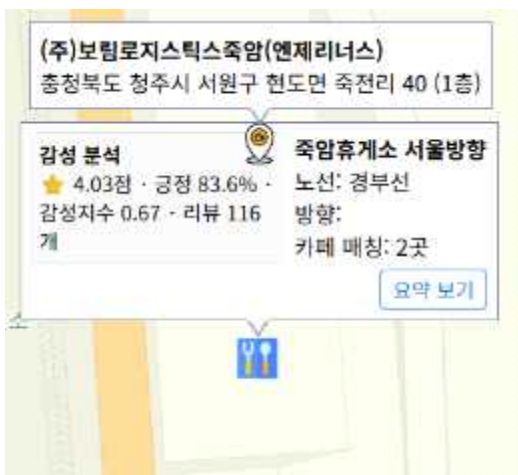 (주)보림로지스틱스죽암(엔제리너스)
충청북도 청주시 서원구 현도면 죽전리 40 (1층)
감성 분석
4.03점 · 긍정 83.6% ·
감성지수 0.67 · 리뷰 116
개
죽암휴게소 서울방향
노선: 경부선
방향:
카페 매칭: 2곳
요약 보기
소